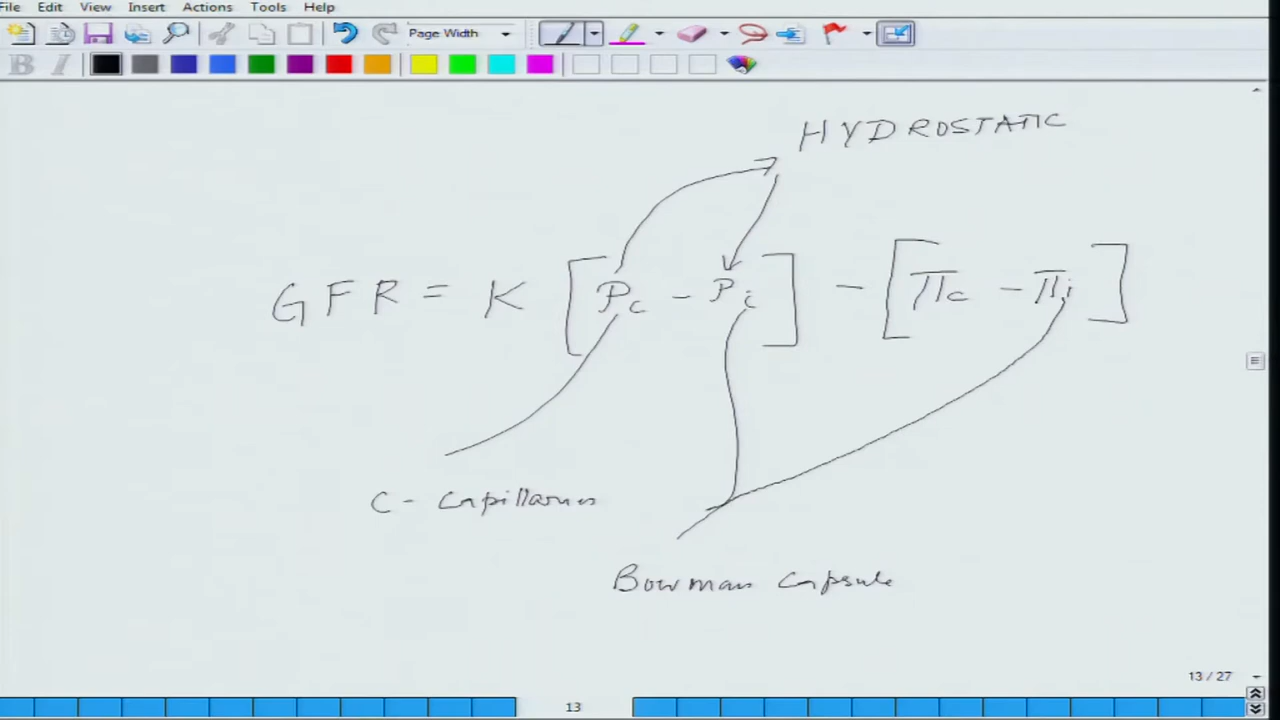 File Edit View Insert Actions Tools Help
Page Width
B I
HYDROSTATIC
GFR = K [Pc - Pi] - [πc - πi]
C - Capillaries
Bowman Capsule
13 / 27
13